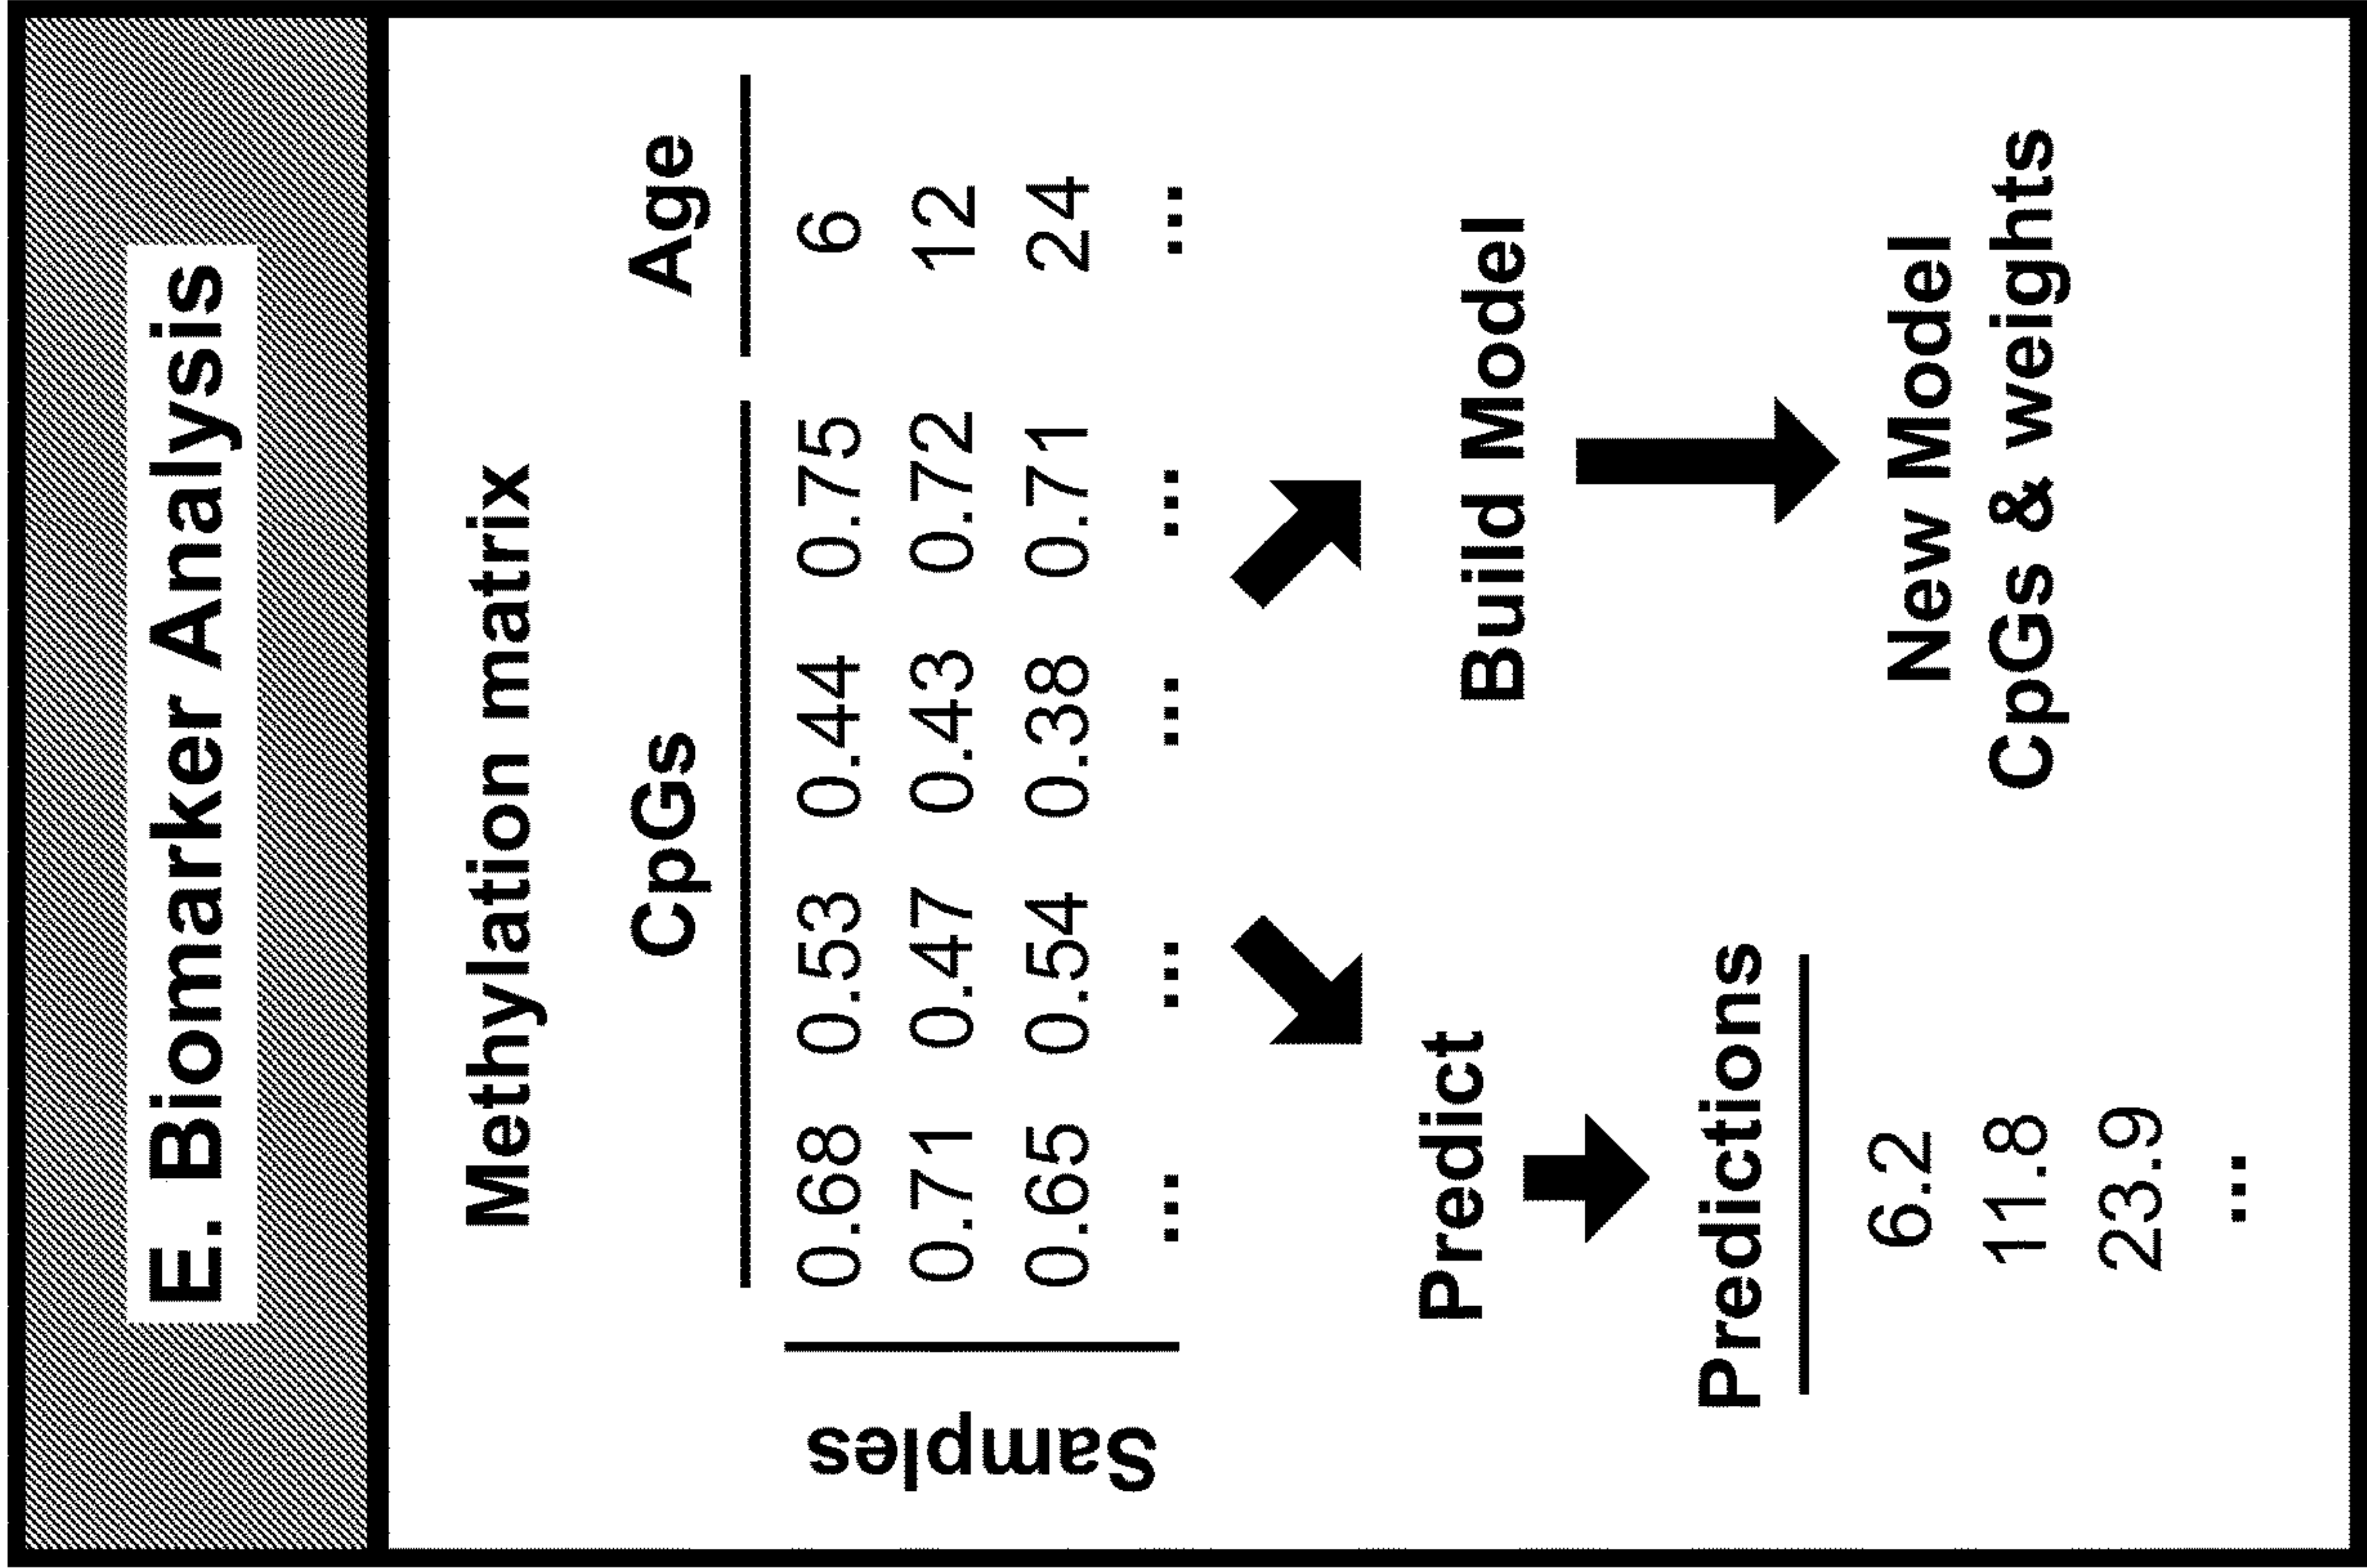 E. Biomarker Analysis
Methylation matrix
CpGs Age
Samples
0.68 0.53 0.44 0.75 6
0.71 0.47 0.43 0.72 12
0.65 0.54 0.38 0.71 24
... ... ... ... ...
Predict
Predictions
6.2
11.8
23.9
...
Build Model
New Model
CpGs & weights